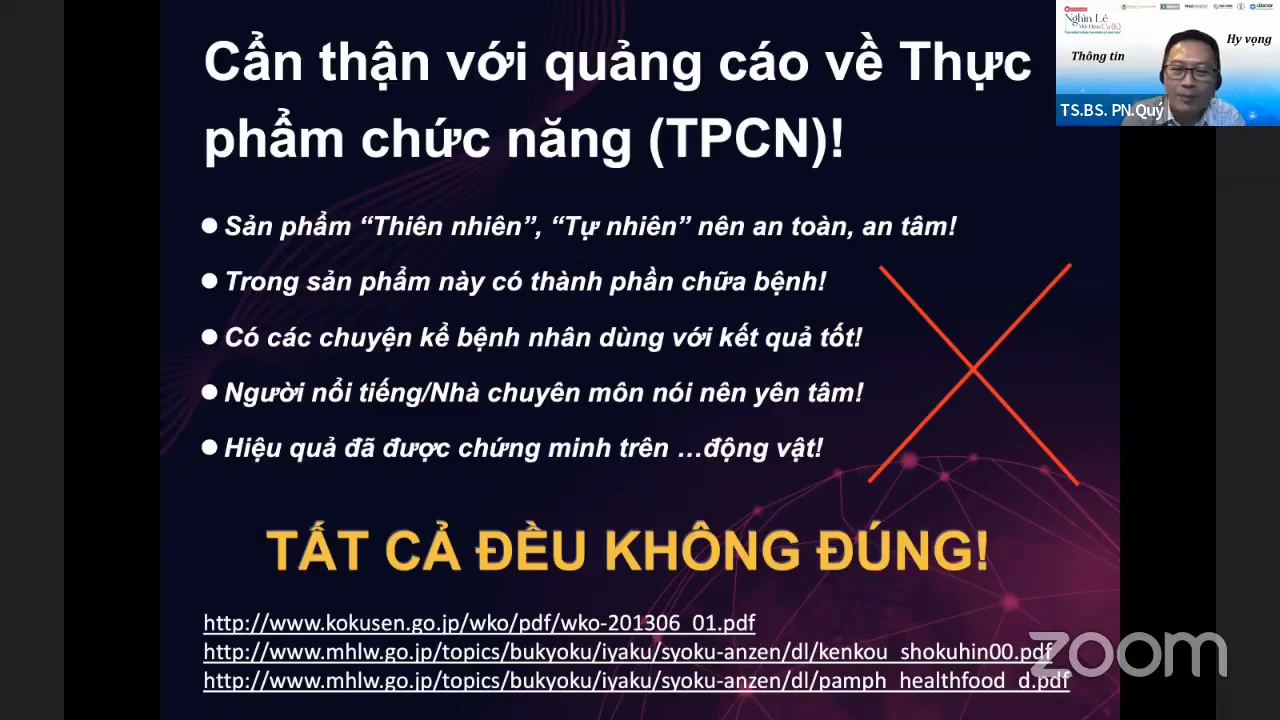 Cẩn thận với quảng cáo về Thực
phẩm chức năng (TPCN)!
Sản phẩm “Thiên nhiên”, “Tự nhiên” nên an toàn, an tâm!
Trong sản phẩm này có thành phần chữa bệnh!
Có các chuyện kể bệnh nhân dùng với kết quả tốt!
Người nổi tiếng/Nhà chuyên môn nói nên yên tâm!
Hiệu quả đã được chứng minh trên …động vật!
TẤT CẢ ĐỀU KHÔNG ĐÚNG!
http://www.kokusen.go.jp/wko/pdf/wko-201306_01.pdf
http://www.mhlw.go.jp/topics/bukyoku/iyaku/syoku-anzen/dl/kenkou_shokuhin00.pdf
http://www.mhlw.go.jp/topics/bukyoku/iyaku/syoku-anzen/dl/pamph_healthfood_d.pdf
zoom
Nghìn Lẻ
Hy vọng
Thông tin
TS.BS. PN.Quý